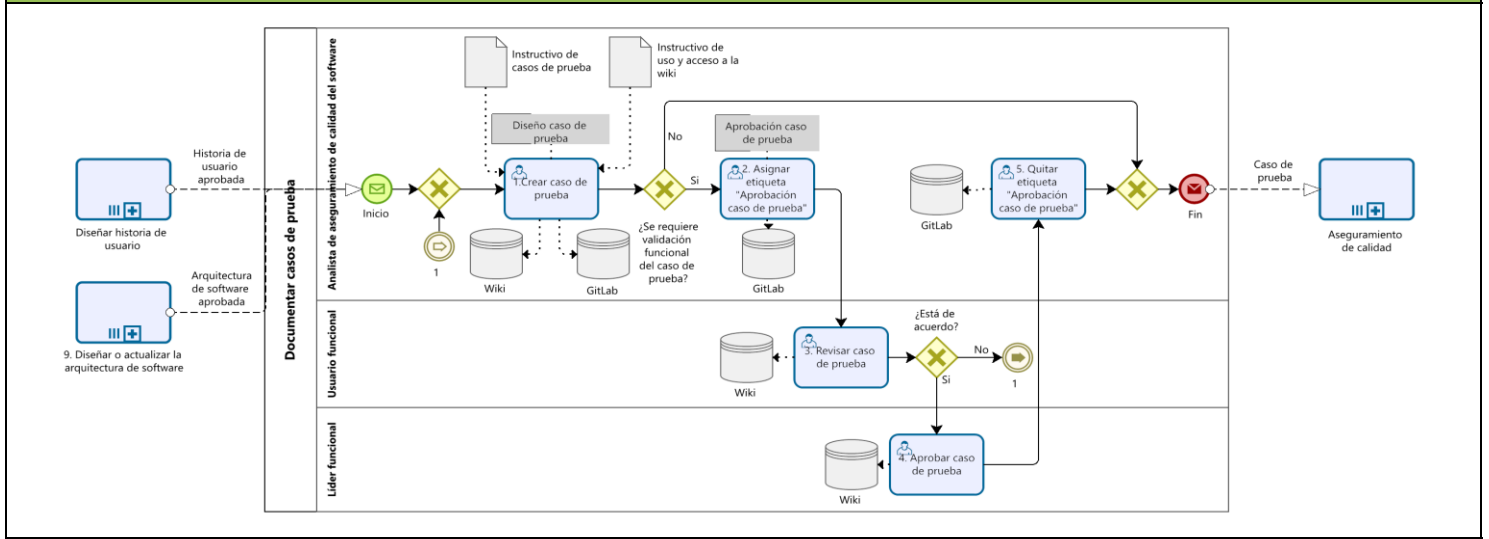 Documentar casos de prueba
Analista de aseguramiento de calidad del software
Usuario funcional
Líder funcional
Historia de
usuario
aprobada
Diseñar historia de
usuario
Arquitectura
de software
aprobada
9. Diseñar o actualizar la
arquitectura de software
Inicio
1
Instructivo de
casos de prueba
Instructivo de
uso y acceso a la
wiki
Diseño caso de
prueba
1.Crear caso de
prueba
Wiki
GitLab
¿Se requiere
validación
funcional
del caso de
prueba?
No
Si
Aprobación caso
de prueba
2. Asignar
etiqueta
"Aprobación
caso de prueba"
GitLab
3. Revisar caso
de prueba
Wiki
¿Está de
acuerdo?
No
1
Si
4. Aprobar caso
de prueba
Wiki
5. Quitar
etiqueta
"Aprobación
caso de prueba"
GitLab
Fin
Caso de
prueba
Aseguramiento
de calidad